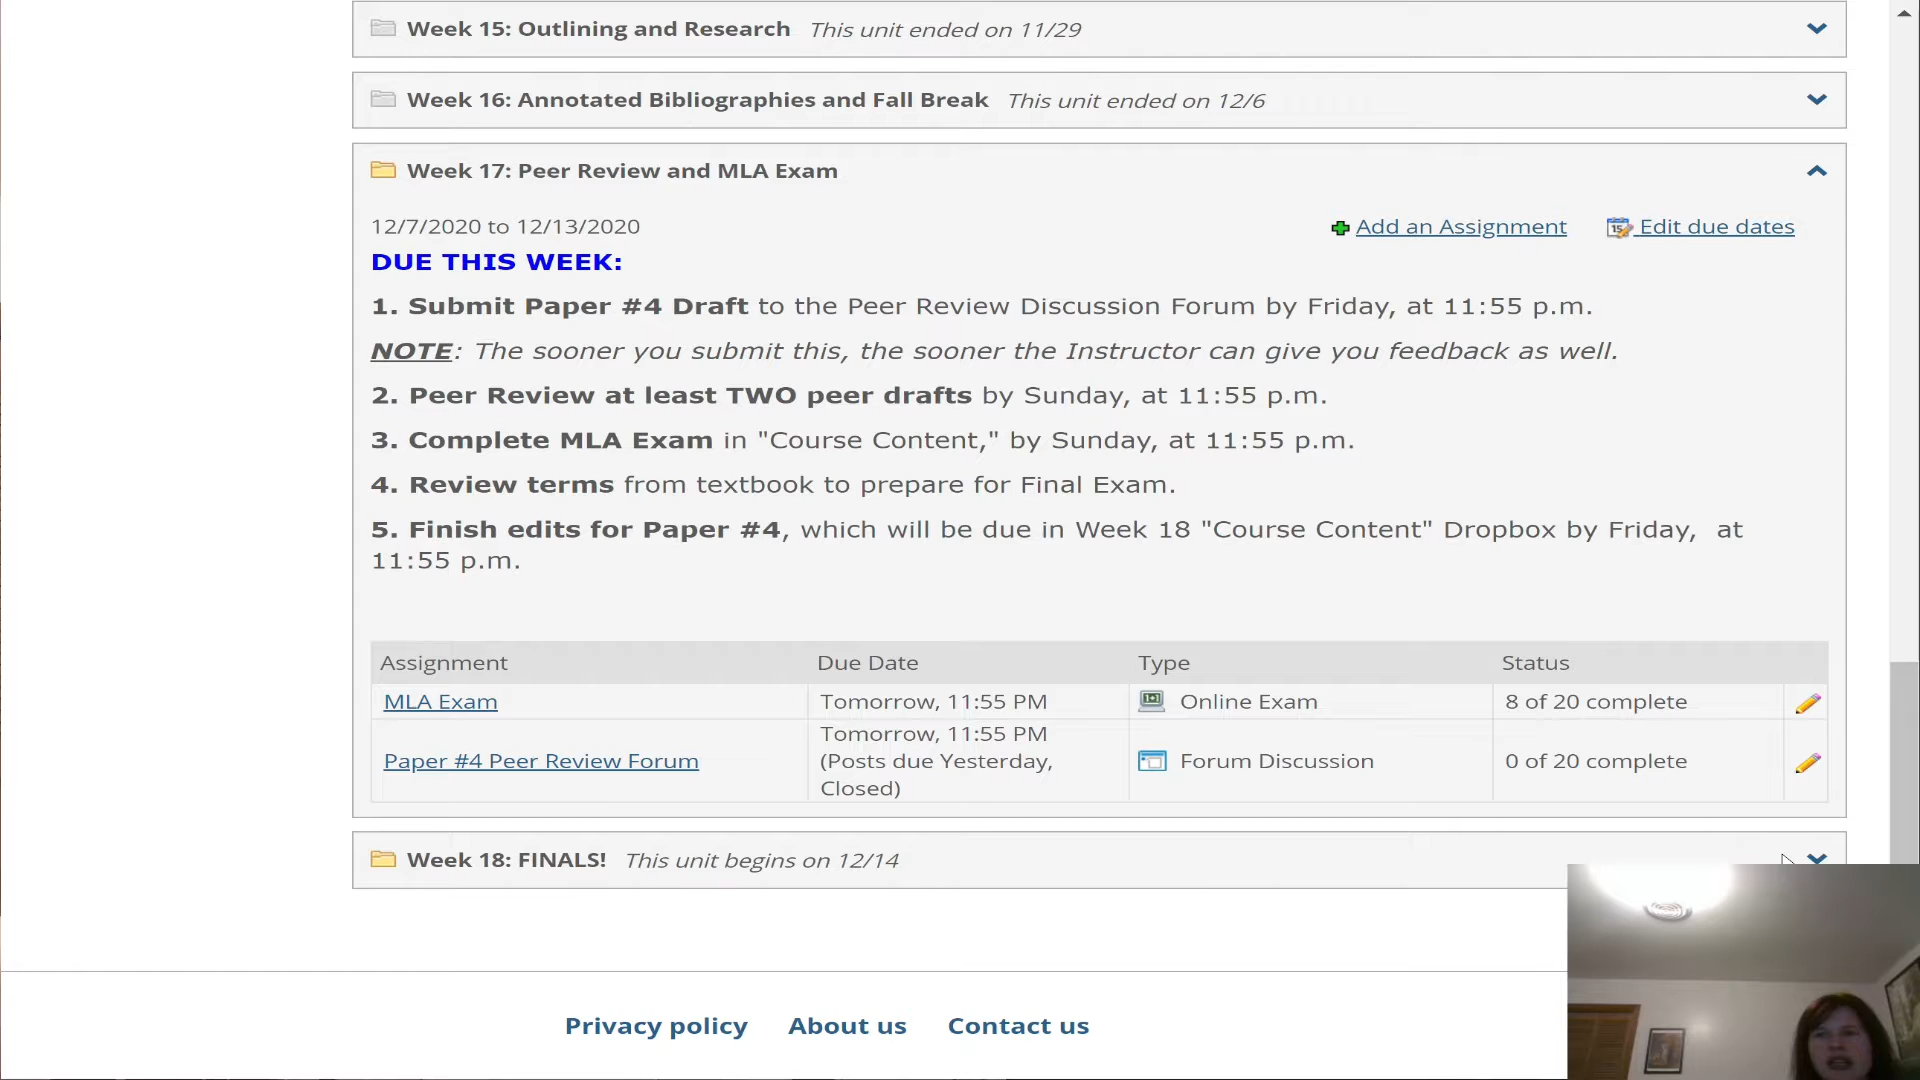 Week 15: Outlining and Research This unit ended on 11/29
Week 16: Annotated Bibliographies and Fall Break This unit ended on 12/6
Week 17: Peer Review and MLA Exam
12/7/2020 to 12/13/2020 Add an Assignment Edit due dates
DUE THIS WEEK:
1. Submit Paper #4 Draft to the Peer Review Discussion Forum by Friday, at 11:55 p.m.
NOTE: The sooner you submit this, the sooner the Instructor can give you feedback as well.
2. Peer Review at least TWO peer drafts by Sunday, at 11:55 p.m.
3. Complete MLA Exam in "Course Content," by Sunday, at 11:55 p.m.
4. Review terms from textbook to prepare for Final Exam.
5. Finish edits for Paper #4, which will be due in Week 18 "Course Content" Dropbox by Friday, at
11:55 p.m.
Assignment Due Date Type Status
MLA Exam Tomorrow, 11:55 PM Online Exam 8 of 20 complete
Tomorrow, 11:55 PM
Paper #4 Peer Review Forum (Posts due Yesterday, Forum Discussion 0 of 20 complete
Closed)
Week 18: FINALS! This unit begins on 12/14
Privacy policy About us Contact us